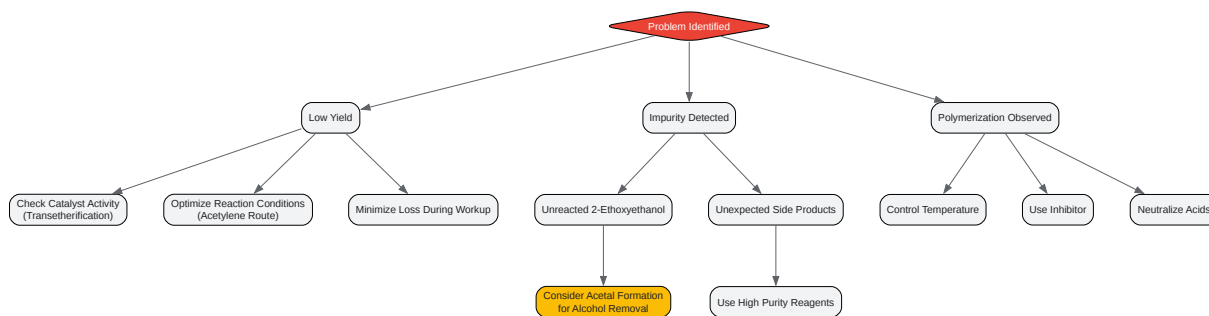 Problem Identified
Low Yield
Impurity Detected
Polymerization Observed
Check Catalyst Activity
(Transetherification)
Optimize Reaction Conditions
(Acetylene Route)
Minimize Loss During Workup
Unreacted 2-Ethoxyethanol
Unexpected Side Products
Control Temperature
Use Inhibitor
Neutralize Acids
Consider Acetal Formation
for Alcohol Removal
Use High Purity Reagents